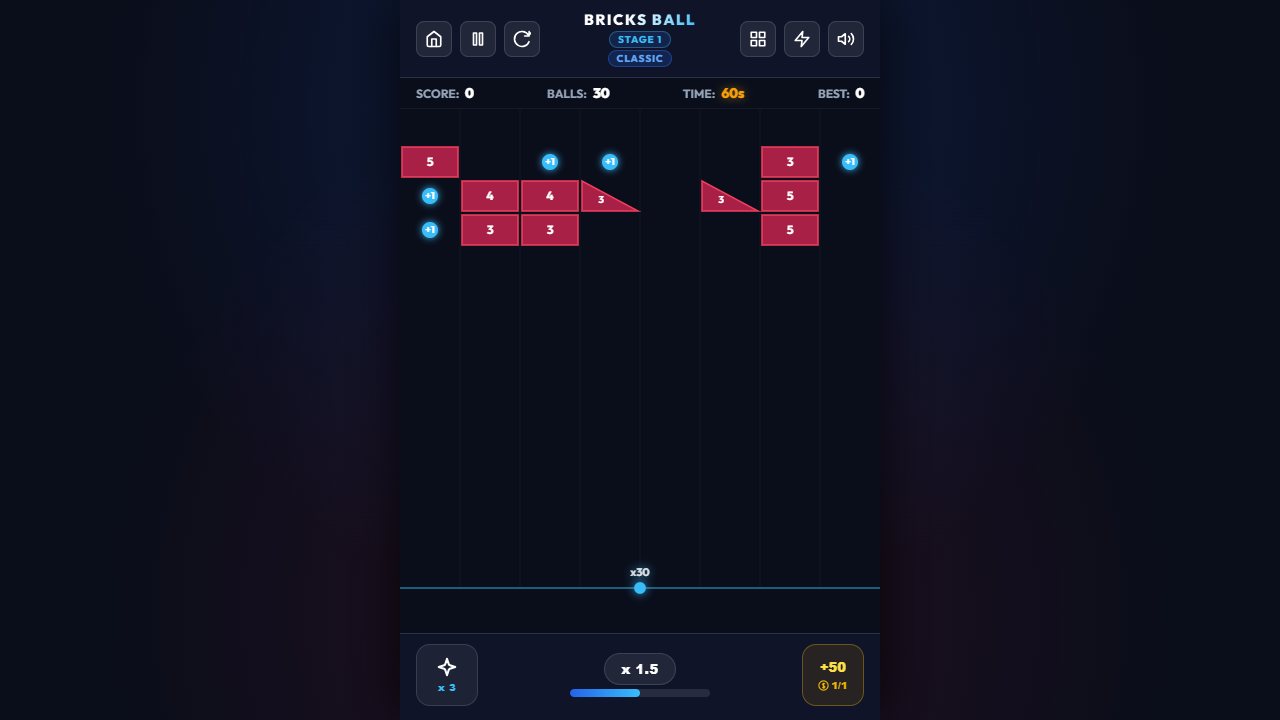 BRICKS BALL
STAGE 1
CLASSIC
SCORE: 0 BALLS: 30 TIME: 60s BEST: 0
5 +1 +1 3 +1
+1 4 4 3 3 5
+1 3 3 5
x30
x 3
x 1.5
+50
1/1